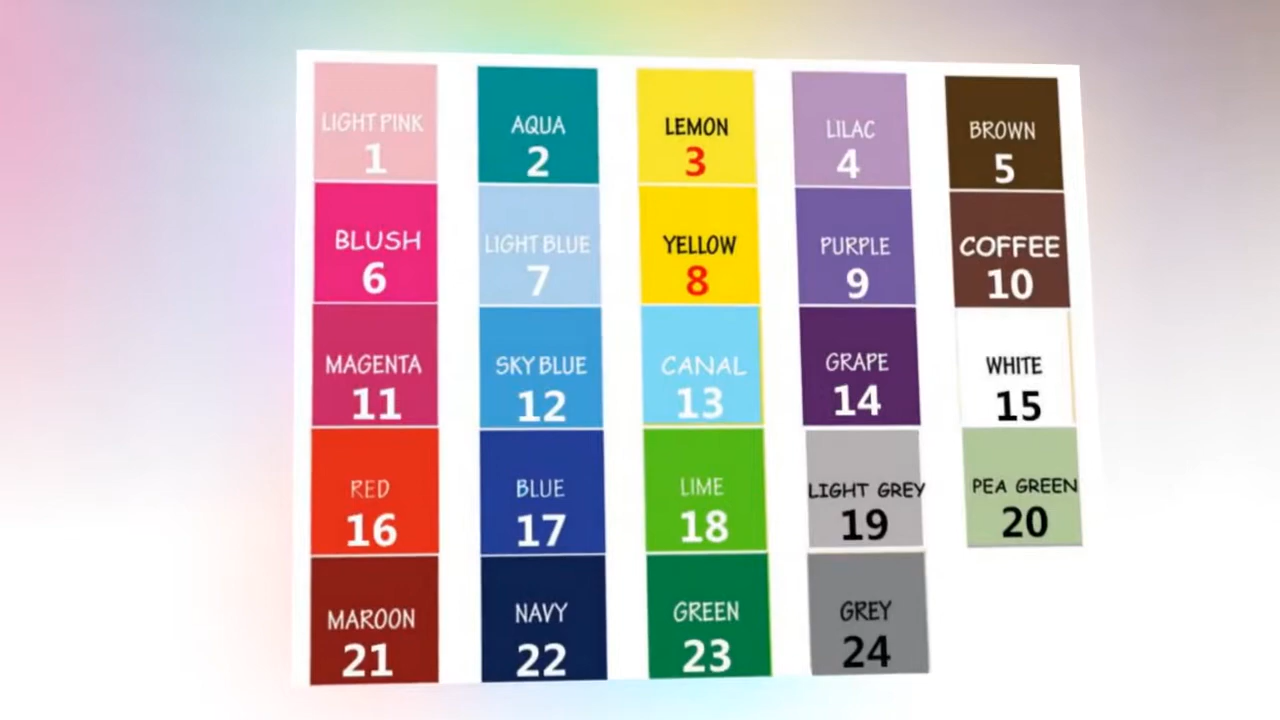 LIGHT PINK
1
AQUA
2
LEMON
3
LILAC
4
BROWN
5
BLUSH
6
LIGHT BLUE
7
YELLOW
8
PURPLE
9
COFFEE
10
MAGENTA
11
SKY BLUE
12
CANAL
13
GRAPE
14
WHITE
15
RED
16
BLUE
17
LIME
18
LIGHT GREY
19
PEA GREEN
20
MAROON
21
NAVY
22
GREEN
23
GREY
24